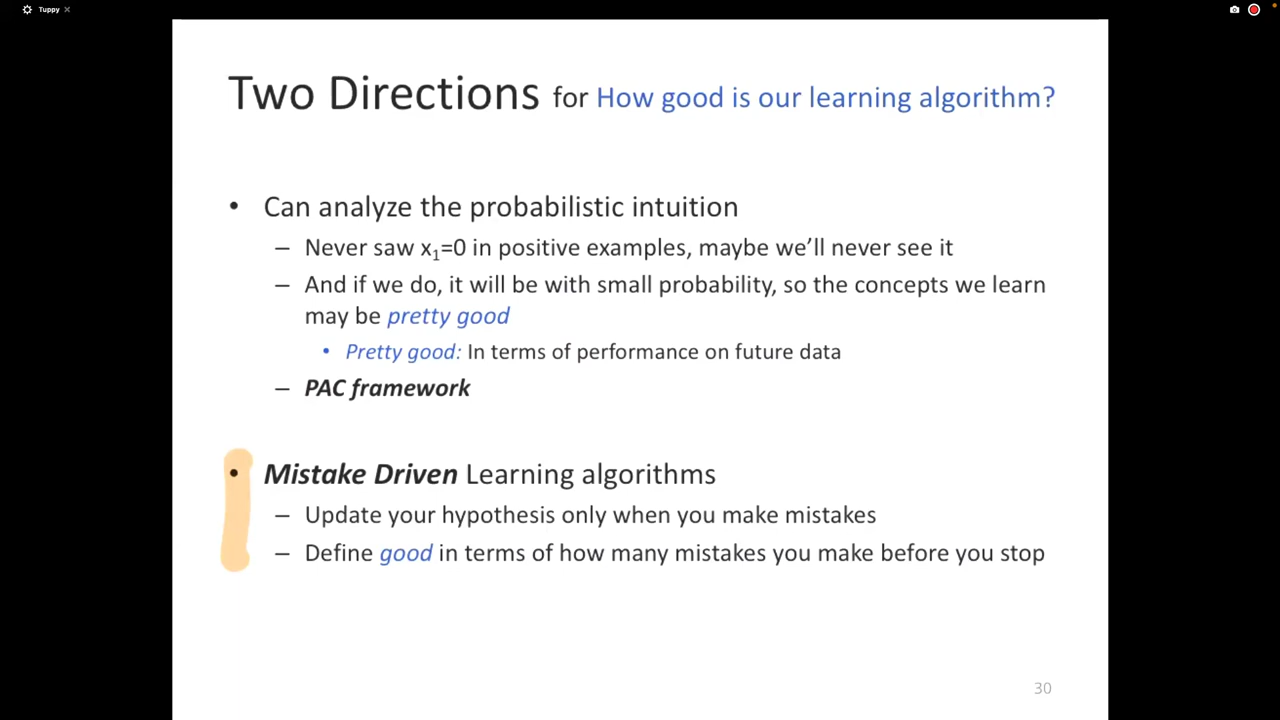 Tuppy ×
Two Directions for How good is our learning algorithm?
• Can analyze the probabilistic intuition
– Never saw x₁=0 in positive examples, maybe we’ll never see it
– And if we do, it will be with small probability, so the concepts we learn
may be pretty good
• Pretty good: In terms of performance on future data
– PAC framework
• Mistake Driven Learning algorithms
– Update your hypothesis only when you make mistakes
– Define good in terms of how many mistakes you make before you stop
30